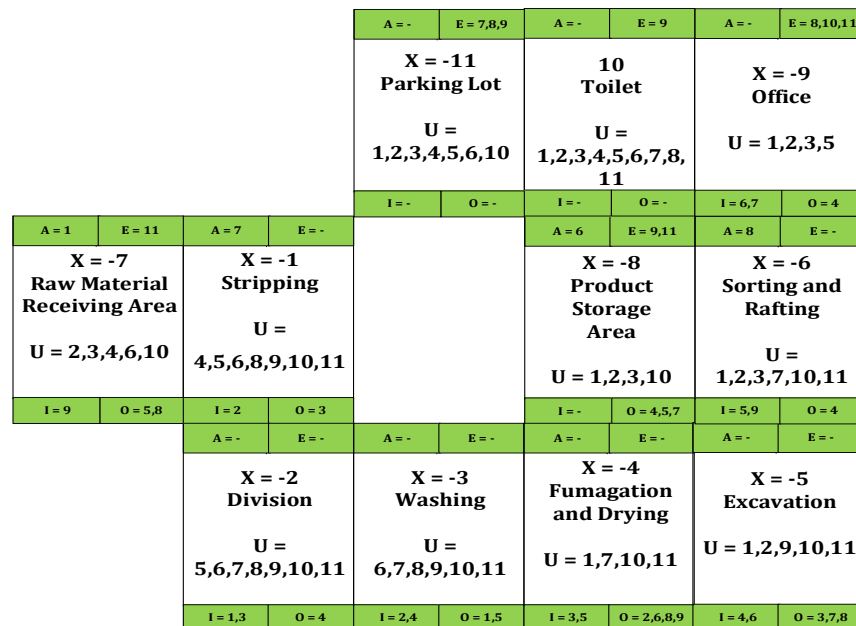 A = - E = 7,8,9 A = - E = 9 A = - E = 8,10,11
X = -11
Parking Lot
U =
1,2,3,4,5,6,10
10
Toilet
U =
1,2,3,4,5,6,7,8,
11
X = -9
Office
U = 1,2,3,5
I = - O = - I = - O = - I = 6,7 O = 4
A = 1 E = 11 A = 7 E = - A = 6 E = 9,11 A = 8 E = -
X = -7
Raw Material
Receiving Area
U = 2,3,4,6,10
X = -1
Stripping
U =
4,5,6,8,9,10,11
X = -8
Product
Storage
Area
U = 1,2,3,10
X = -6
Sorting and
Rafting
U =
1,2,3,7,10,11
I = 9 O = 5,8 I = 2 O = 3 I = - O = 4,5,7 I = 5,9 O = 4
A = - E = - A = - E = - A = - E = - A = - E = -
X = -2
Division
U =
5,6,7,8,9,10,11
X = -3
Washing
U =
6,7,8,9,10,11
X = -4
Fumagation
and Drying
U = 1,7,10,11
X = -5
Excavation
U = 1,2,9,10,11
I = 1,3 O = 4 I = 2,4 O = 1,5 I = 3,5 O = 2,6,8,9 I = 4,6 O = 3,7,8